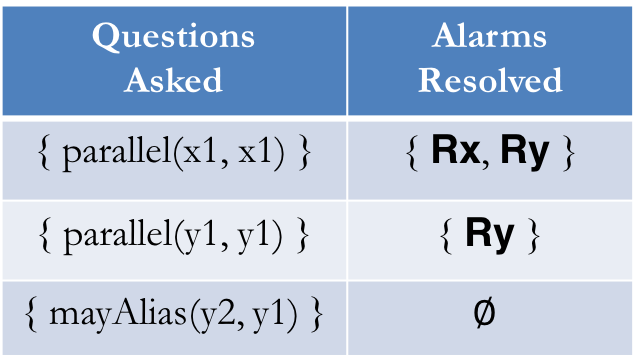 Questions Asked
Alarms Resolved
{ parallel(x1, x1) }
{ Rx, Ry }
{ parallel(y1, y1) }
{ Ry }
{ mayAlias(y2, y1) }
∅